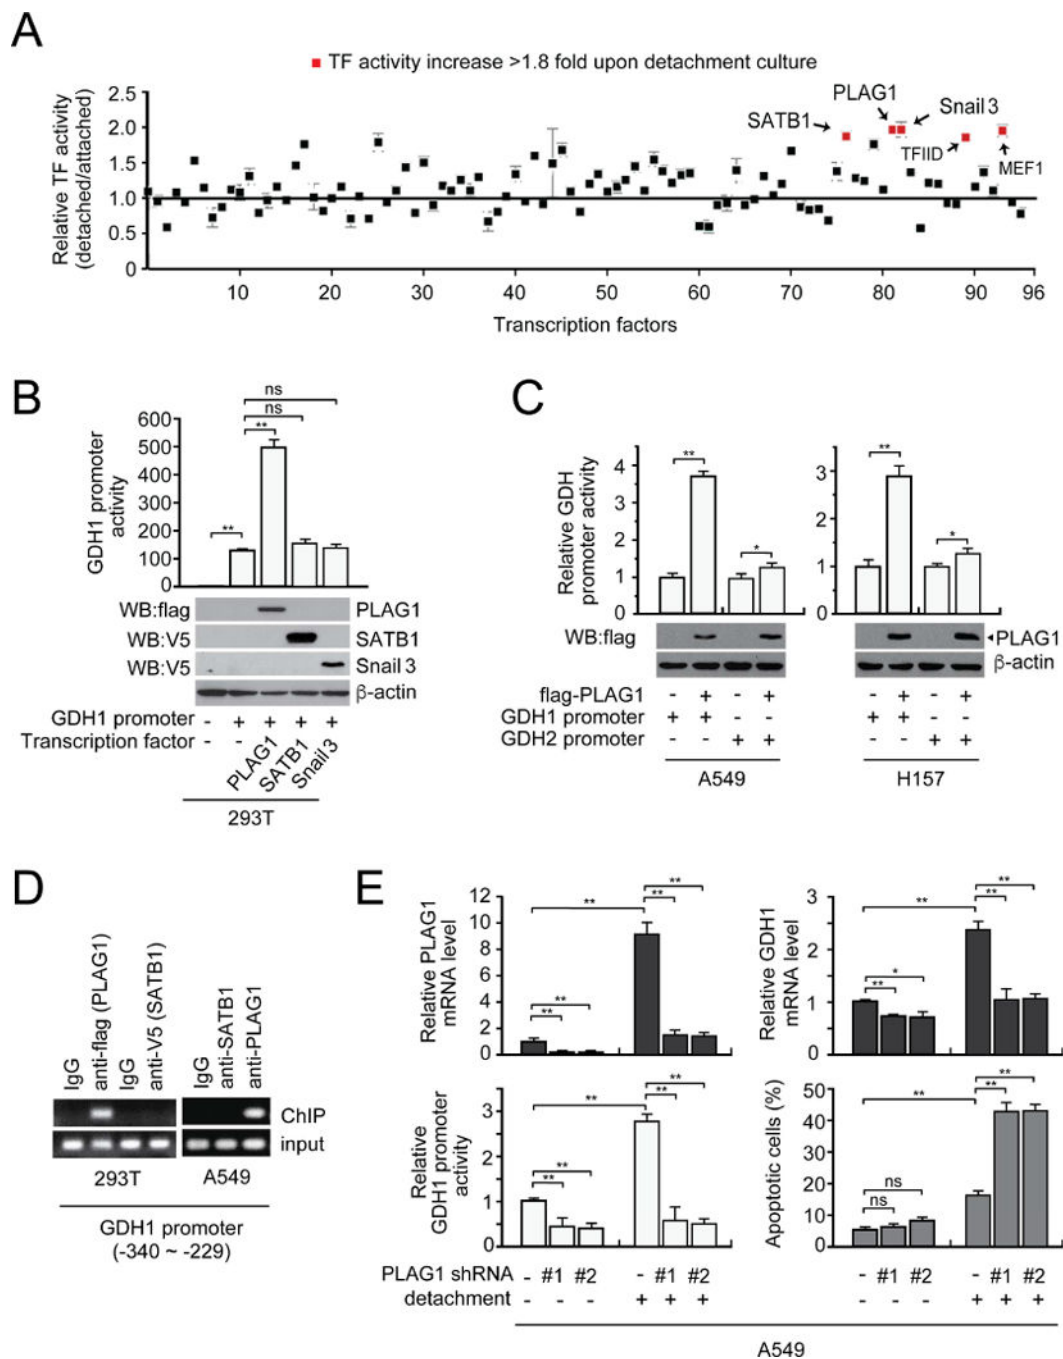 A
TF activity increase >1.8 fold upon detachment culture
Relative TF activity
(detached/attached)
2.5
2.0
1.5
1.0
0.5
0
SATB1
PLAG1
Snail 3
TFIID
MEF1
10 20 30 40 50 60 70 80 90 96
Transcription factors
B
GDH1 promoter
activity
600
500
400
300
200
100
0
ns
ns
**
**
WB:flag PLAG1
WB:V5 SATB1
WB:V5 Snail 3
β-actin
GDH1 promoter - + + + +
Transcription factor - - PLAG1 SATB1 Snail 3
293T
C
Relative GDH
promoter activity
4
3
2
1
0
**
*
3
2
1
0
**
*
WB:flag PLAG1
β-actin
flag-PLAG1 - + - + - + - +
GDH1 promoter + + - - + + - -
GDH2 promoter - - + + - - + +
A549 H157
D
IgG
anti-flag (PLAG1)
IgG
anti-V5 (SATB1)
IgG
anti-SATB1
anti-PLAG1
ChIP
input
293T A549
GDH1 promoter
(-340 ~ -229)
E
Relative PLAG1
mRNA level
12
10
8
6
4
2
0
**
**
**
**
**
Relative GDH1
mRNA level
3
2
1
0
**
**
**
*
**
Relative
GDH1 promoter
activity
3
2
1
0
**
**
**
**
**
Apoptotic cells (%)
50
40
30
20
10
0
**
**
**
ns
ns
PLAG1 shRNA - #1 #2 - #1 #2 - #1 #2 - #1 #2
detachment - - - + + + - - - + + +
A549